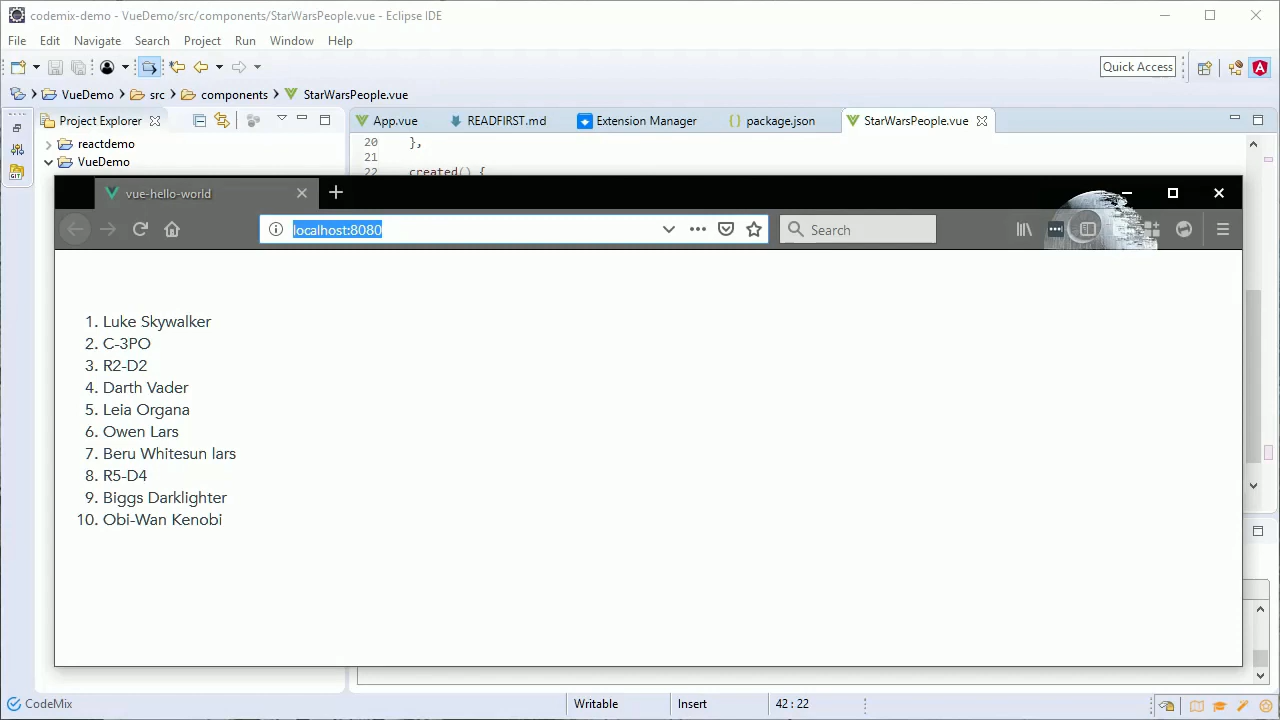 codemix-demo - VueDemo/src/components/StarWarsPeople.vue - Eclipse IDE
File Edit Navigate Search Project Run Window Help
Quick Access
VueDemo src components StarWarsPeople.vue
Project Explorer
App.vue READFIRST.md Extension Manager package.json StarWarsPeople.vue
reactdemo
VueDemo
20 },
21
22 created() {
vue-hello-world
localhost:8080
Search
1. Luke Skywalker
2. C-3PO
3. R2-D2
4. Darth Vader
5. Leia Organa
6. Owen Lars
7. Beru Whitesun lars
8. R5-D4
9. Biggs Darklighter
10. Obi-Wan Kenobi
CodeMix Writable Insert 42 : 22